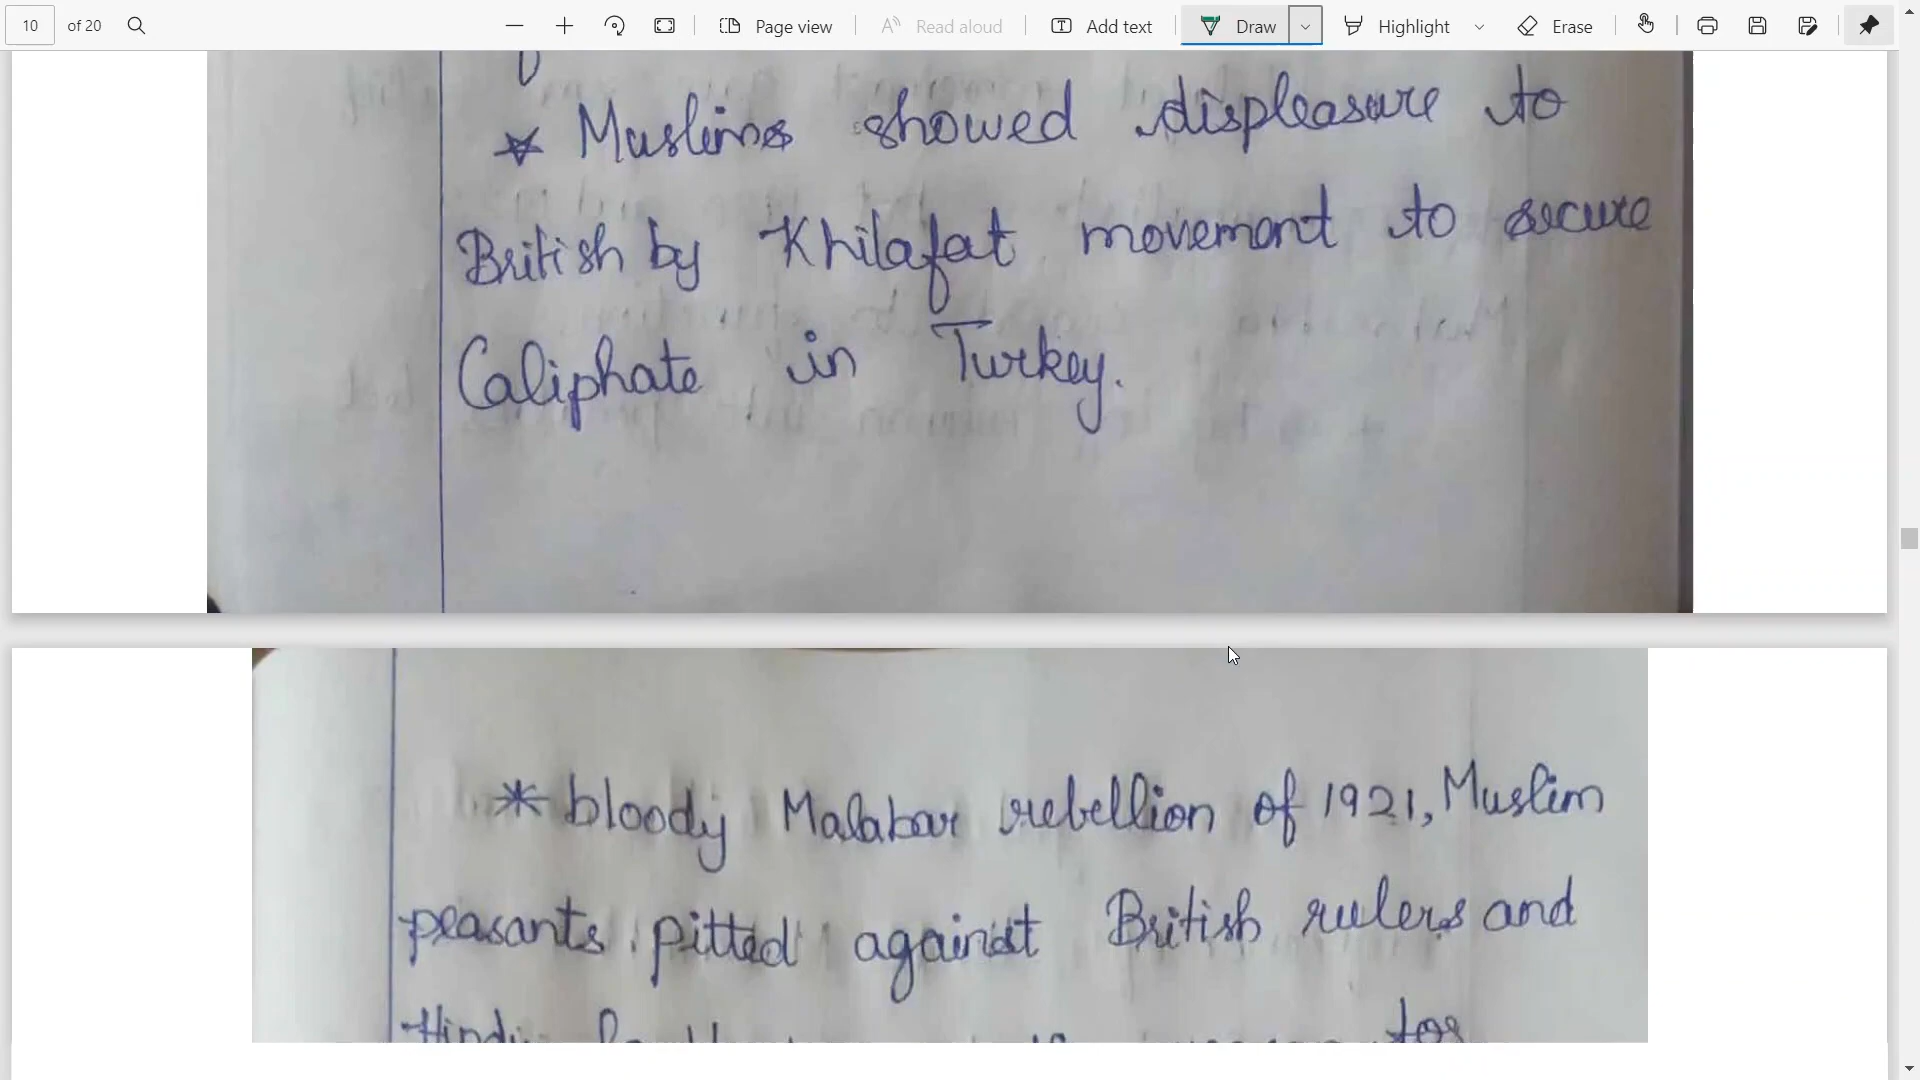 10 of 20 Page view Read aloud Add text Draw Highlight Erase
* Muslims showed displeasure to
British by Khilafat movement to secure
Caliphate in Turkey.
* bloody Malabar rebellion of 1921, Muslim
peasants pitted against British rulers and